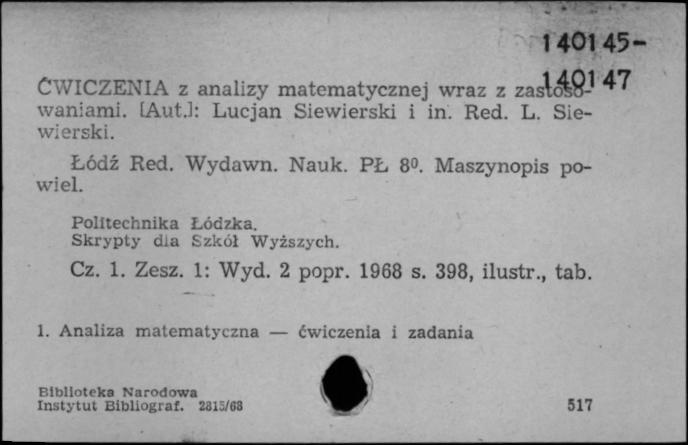 140145-
140147
ĆWICZENIA z analizy matematycznej wraz z zastoso-
waniami. [Aut.]: Lucjan Siewierski i in. Red. L. Sie-
wierski.
Łódź Red. Wydawn. Nauk. PŁ 8⁰. Maszynopis po-
wiel.
Politechnika Łódzka.
Skrypty dla Szkół Wyższych.
Cz. 1. Zesz. 1: Wyd. 2 popr. 1968 s. 398, ilustr., tab.
1. Analiza matematyczna — ćwiczenia i zadania
Biblioteka Narodowa
Instytut Bibliograf. 2815/68
517